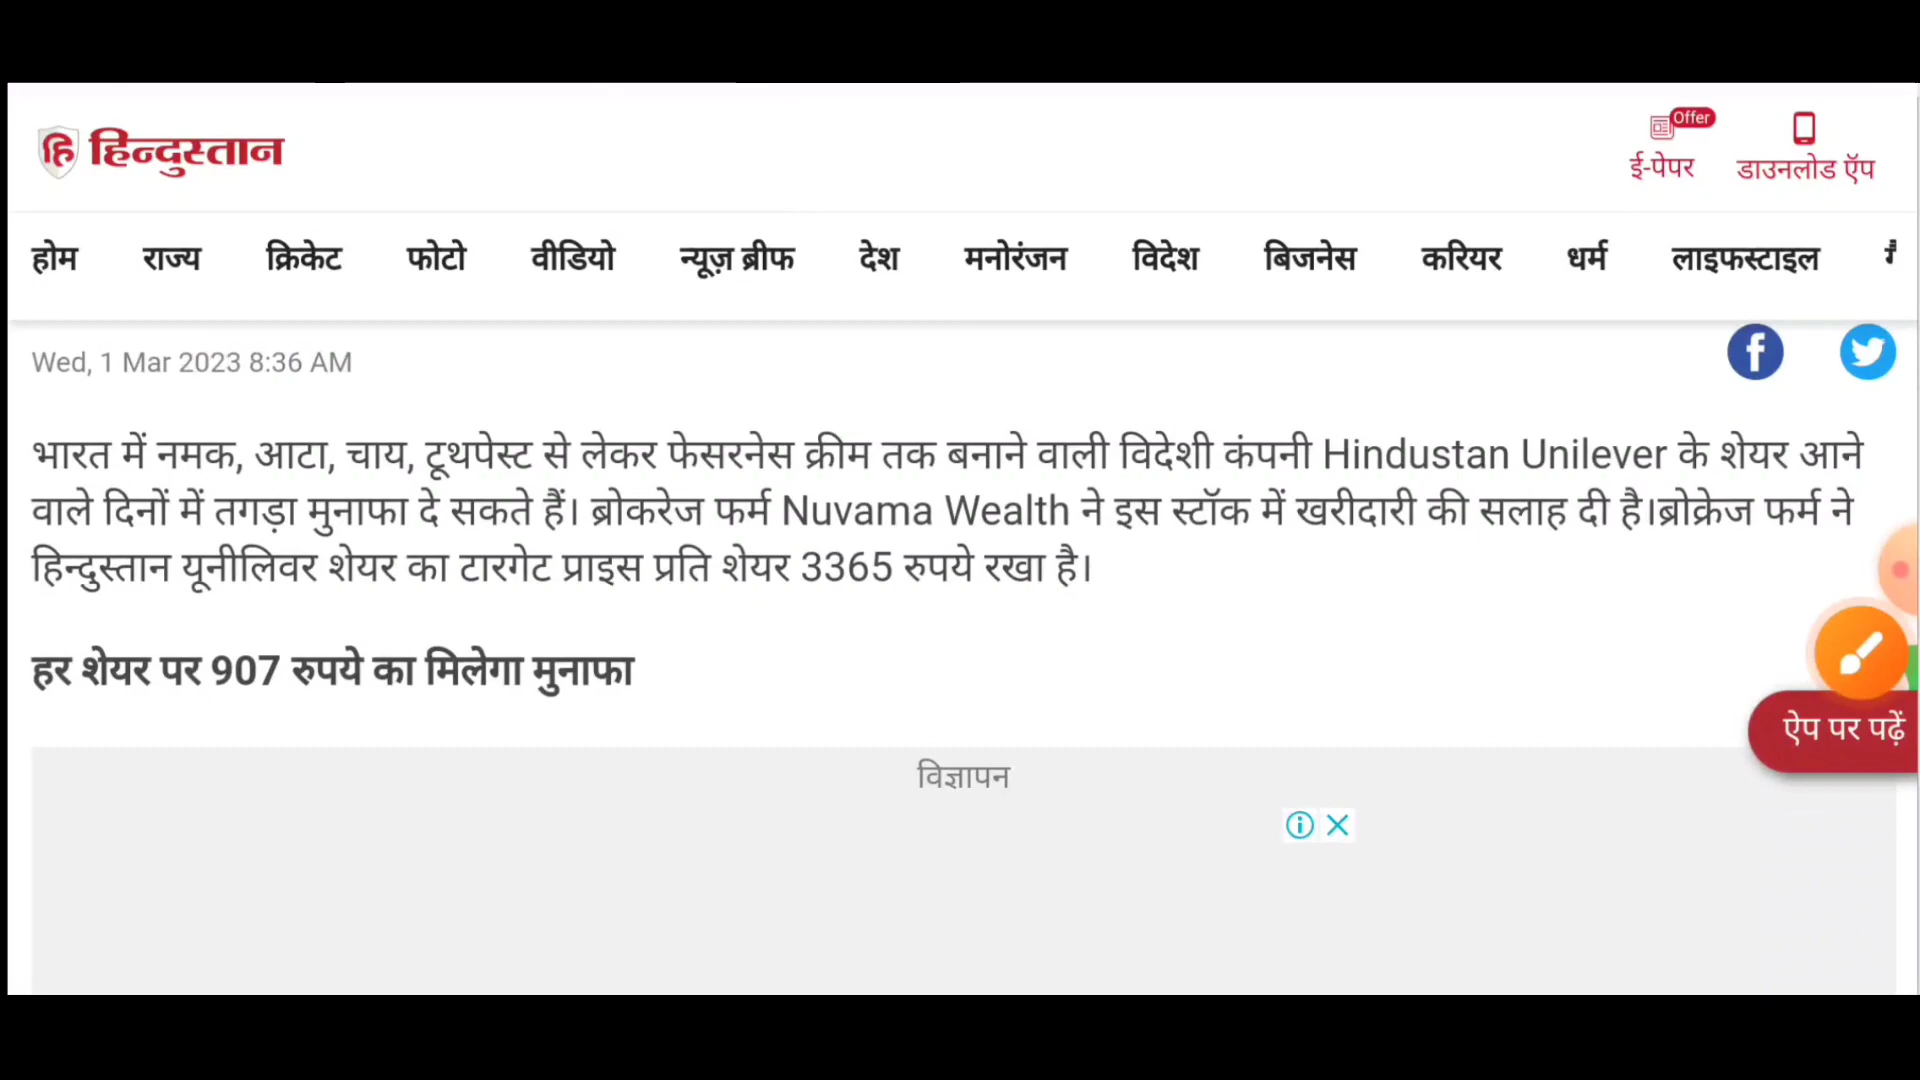 हि हिन्दुस्तान
Offer
ई-पेपर
डाउनलोड ऍप
होम राज्य क्रिकेट फोटो वीडियो न्यूज़ ब्रीफ देश मनोरंजन विदेश बिजनेस करियर धर्म लाइफस्टाइल
Wed, 1 Mar 2023 8:36 AM
भारत में नमक, आटा, चाय, टूथपेस्ट से लेकर फेसरनेस क्रीम तक बनाने वाली विदेशी कंपनी Hindustan Unilever के शेयर आने
वाले दिनों में तगड़ा मुनाफा दे सकते हैं। ब्रोकरेज फर्म Nuvama Wealth ने इस स्टॉक में खरीदारी की सलाह दी है।ब्रोक्रेज फर्म ने
हिन्दुस्तान यूनीलिवर शेयर का टारगेट प्राइस प्रति शेयर 3365 रुपये रखा है।
हर शेयर पर 907 रुपये का मिलेगा मुनाफा
ऐप पर पढ़ें
विज्ञापन